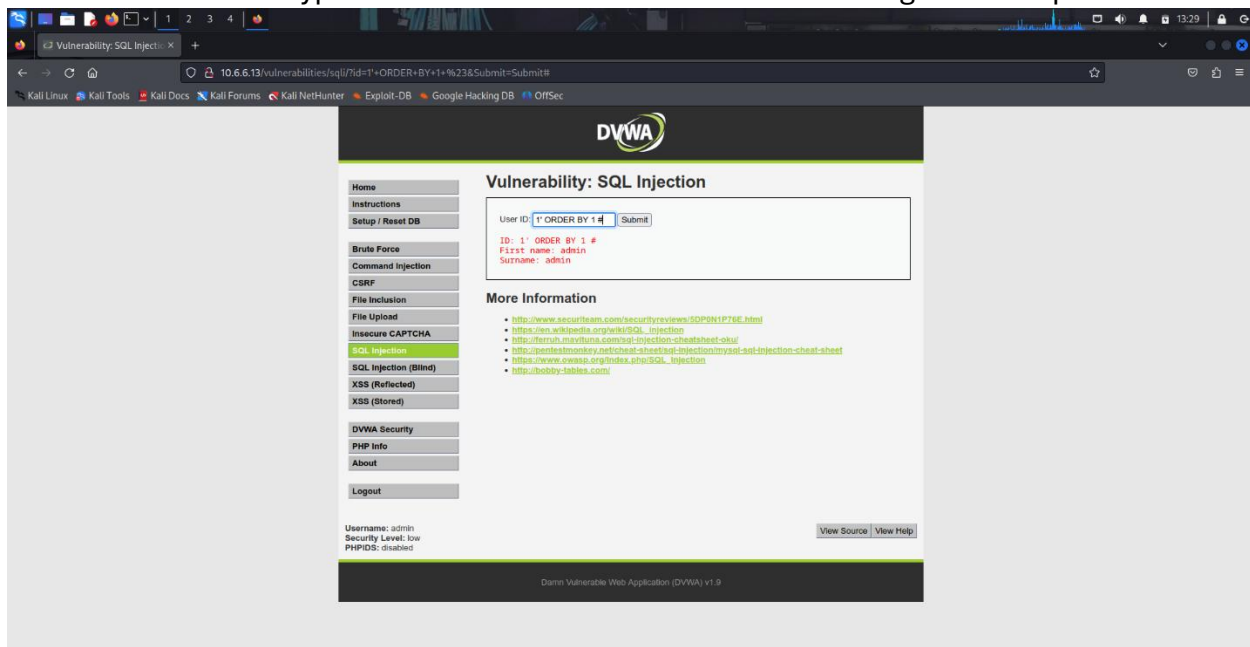 1 2 3 4
13:29
Vulnerability: SQL Injectic
10.6.6.13/vulnerabilities/sqli/?id=1'+ORDER+BY+1+%23&Submit=Submit#
Kali Linux Kali Tools Kali Docs Kali Forums Kali NetHunter Exploit-DB Google Hacking DB OffSec
DVWA
Home
Instructions
Setup / Reset DB
Brute Force
Command Injection
CSRF
File Inclusion
File Upload
Insecure CAPTCHA
SQL Injection
SQL Injection (Blind)
XSS (Reflected)
XSS (Stored)
DVWA Security
PHP Info
About
Logout
Vulnerability: SQL Injection
User ID: 1' ORDER BY 1 # Submit
ID: 1' ORDER BY 1 #
First name: admin
Surname: admin
More Information
http://www.securiteam.com/securityreviews/5DP0N1P76E.html
https://en.wikipedia.org/wiki/SQL_injection
http://ferruh.mavituna.com/sql-injection-cheatsheet-oku/
http://pentestmonkey.net/cheat-sheet/sql-injection/mysql-sql-injection-cheat-sheet
https://www.owasp.org/index.php/SQL_Injection
http://bobby-tables.com/
Username: admin
Security Level: low
PHPIDS: disabled
View Source View Help
Damn Vulnerable Web Application (DVWA) v1.9